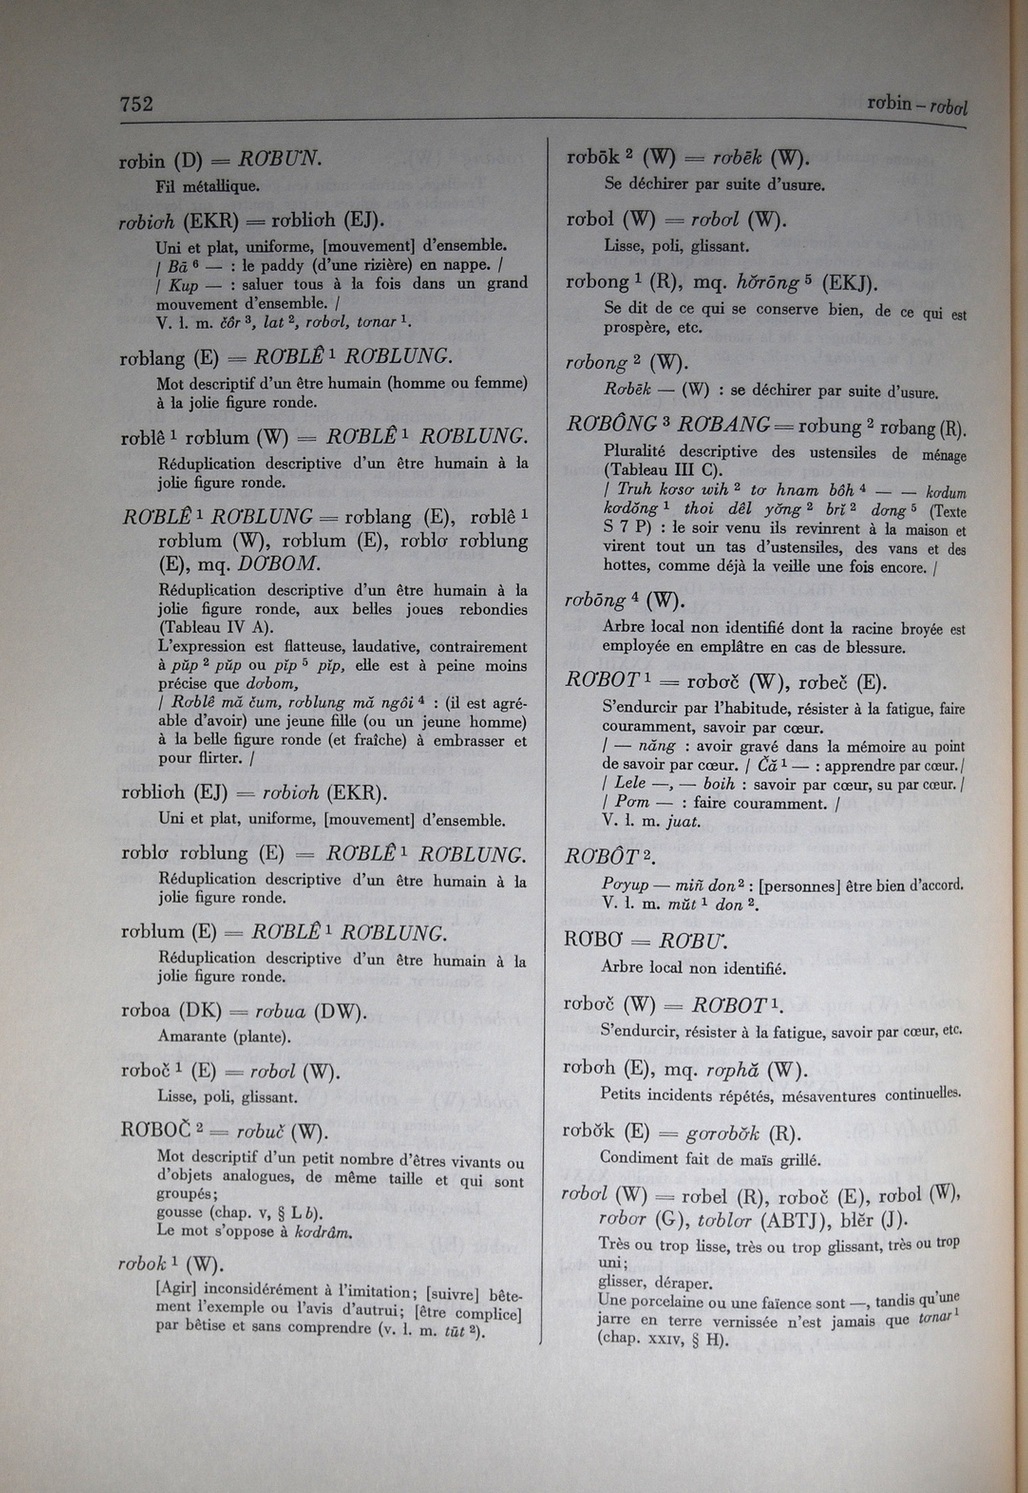 752
rơbin – rơbơl
rơbin (D) = RƠBƯN.
Fil métallique.
rơbiơh (EKR) = rơbliơh (EJ).
Uni et plat, uniforme, [mouvement] d'ensemble.
/ Bă ⁶ — : le paddy (d'une rizière) en nappe. /
/ Kup — : saluer tous à la fois dans un grand
mouvement d'ensemble. /
V. l. m. čôr ³, lat ², rơbơl, tơnar ¹.
rơblang (E) = RƠBLÊ ¹ RƠBLUNG.
Mot descriptif d'un être humain (homme ou femme)
à la jolie figure ronde.
rơblê ¹ rơblum (W) = RƠBLÊ ¹ RƠBLUNG.
Réduplication descriptive d'un être humain à la
jolie figure ronde.
RƠBLÊ ¹ RƠBLUNG = rơblang (E), rơblê ¹
rơblum (W), rơblum (E), rơblơ rơblung
(E), mq. DƠBOM.
Réduplication descriptive d'un être humain à la
jolie figure ronde, aux belles joues rebondies
(Tableau IV A).
L'expression est flatteuse, laudative, contrairement
à pŭp ² pŭp ou pĭp ⁵ pĭp, elle est à peine moins
précise que dơbom,
/ Rơblê mă čum, rơblung mă ngôi ⁴ : (il est agré-
able d'avoir) une jeune fille (ou un jeune homme)
à la belle figure ronde (et fraîche) à embrasser et
pour flirter. /
rơbliơh (EJ) = rơbiơh (EKR).
Uni et plat, uniforme, [mouvement] d'ensemble.
rơblơ rơblung (E) = RƠBLÊ ¹ RƠBLUNG.
Réduplication descriptive d'un être humain à la
jolie figure ronde.
rơblum (E) = RƠBLÊ ¹ RƠBLUNG.
Réduplication descriptive d'un être humain à la
jolie figure ronde.
rơboa (DK) = rơbua (DW).
Amarante (plante).
rơboč ¹ (E) = rơbơl (W).
Lisse, poli, glissant.
RƠBOČ ² = rơbuč (W).
Mot descriptif d'un petit nombre d'êtres vivants ou
d'objets analogues, de même taille et qui sont
groupés ;
gousse (chap. v, § L b).
Le mot s'oppose à kơdrâm.
rơbok ¹ (W).
[Agir] inconsidérément à l'imitation ; [suivre] bête-
ment l'exemple ou l'avis d'autrui ; [être complice]
par bêtise et sans comprendre (v. l. m. tŭt ²).
rơbōk ² (W) = rơbēk (W).
Se déchirer par suite d'usure.
rơbol (W) = rơbơl (W).
Lisse, poli, glissant.
rơbong ¹ (R), mq. hŏrōng ⁵ (EKJ).
Se dit de ce qui se conserve bien, de ce qui est
prospère, etc.
rơbong ² (W).
Rơbēk — (W) : se déchirer par suite d'usure.
RƠBÔNG ³ RƠBANG = rơbung ² rơbang (R).
Pluralité descriptive des ustensiles de ménage
(Tableau III C).
/ Truh kơsơ wih ² tơ hnam bôh ⁴ — — kơdum
kơdŏng ¹ thoi dêl yŏng ² brĭ ² dơng ⁵ (Texte
S 7 P) : le soir venu ils revinrent à la maison et
virent tout un tas d'ustensiles, des vans et des
hottes, comme déjà la veille une fois encore. /
rơbōng ⁴ (W).
Arbre local non identifié dont la racine broyée est
employée en emplâtre en cas de blessure.
RƠBOT ¹ = rơbơč (W), rơbeč (E).
S'endurcir par l'habitude, résister à la fatigue, faire
couramment, savoir par cœur.
/ — năng : avoir gravé dans la mémoire au point
de savoir par cœur. / Čă ¹ — : apprendre par cœur. /
/ Lele —, — boih : savoir par cœur, su par cœur. /
/ Pơm — : faire couramment. /
V. l. m. juat.
RƠBÔT ².
Pơyup — miñ don ² : [personnes] être bien d'accord.
V. l. m. mŭt ¹ don ².
RƠBƠ = RƠBƯ.
Arbre local non identifié.
rơbơč (W) = RƠBOT ¹.
S'endurcir, résister à la fatigue, savoir par cœur, etc.
rơbơh (E), mq. rơphă (W).
Petits incidents répétés, mésaventures continuelles.
rơbơ̆k (E) = gơrơbơ̆k (R).
Condiment fait de maïs grillé.
rơbơl (W) = rơbel (R), rơboč (E), rơbol (W),
rơbơr (G), tơblơr (ABTJ), blĕr (J).
Très ou trop lisse, très ou trop glissant, très ou trop
uni ;
glisser, déraper.
Une porcelaine ou une faïence sont —, tandis qu'une
jarre en terre vernissée n'est jamais que tơnar ¹
(chap. xxiv, § H).